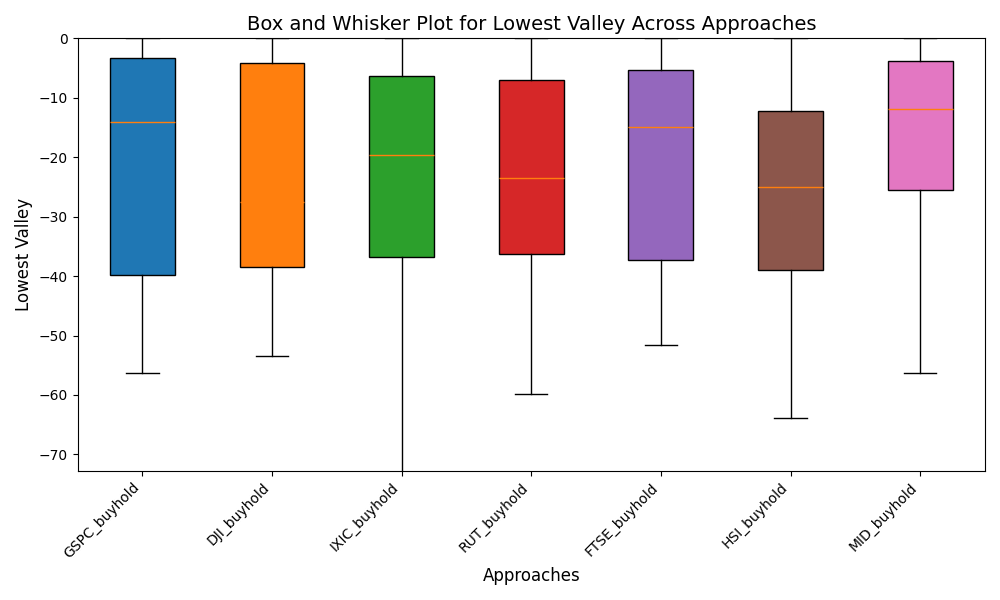 Box and Whisker Plot for Lowest Valley Across Approaches
Lowest Valley
0
−10
−20
−30
−40
−50
−60
−70
GSPC_buyhold
DJI_buyhold
IXIC_buyhold
RUT_buyhold
FTSE_buyhold
HSI_buyhold
MID_buyhold
Approaches